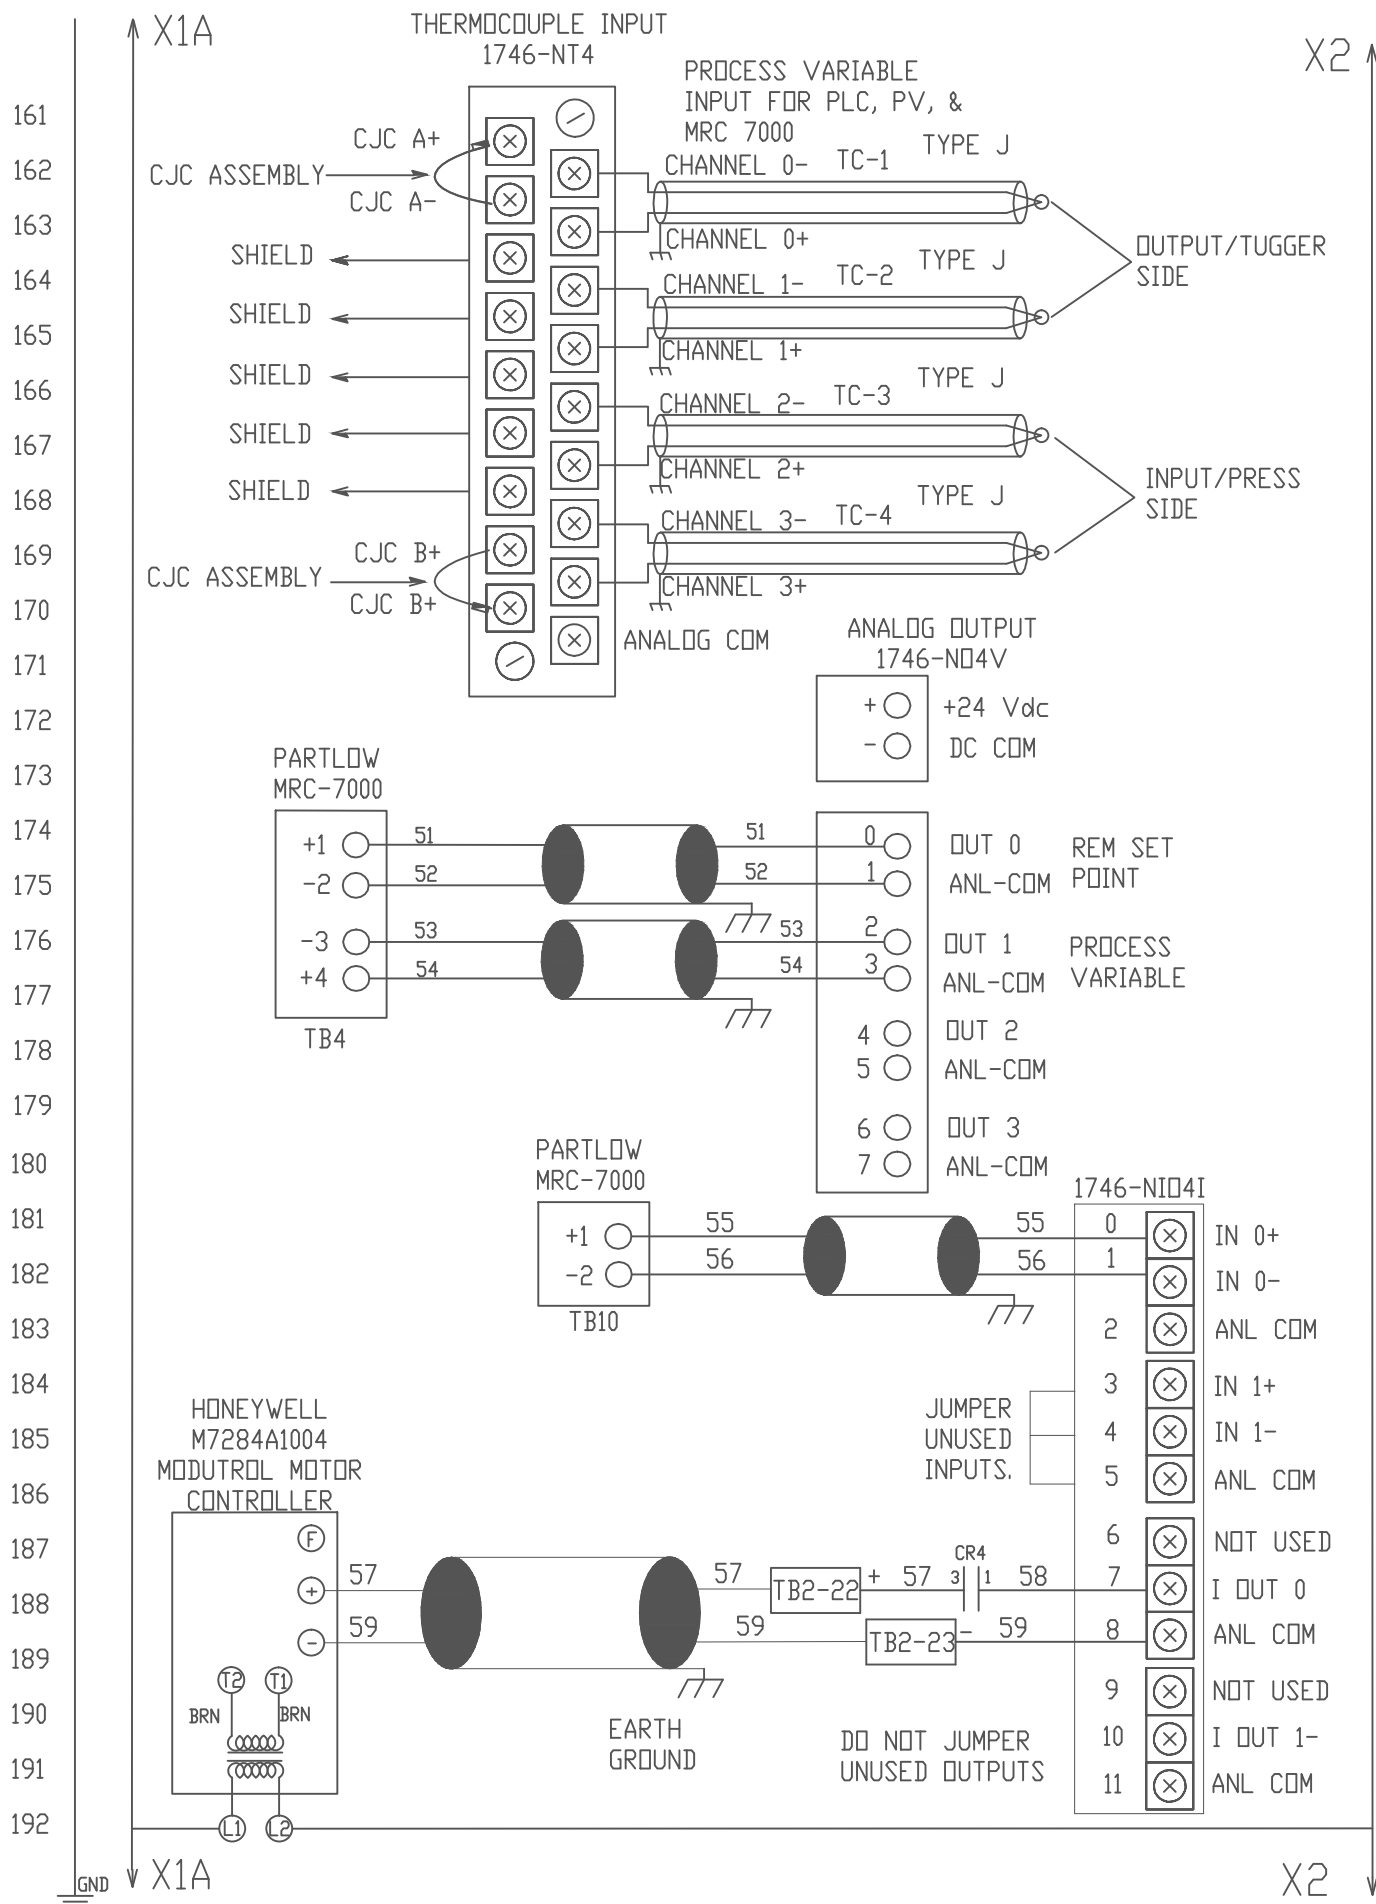 X1A
THERMOCOUPLE INPUT
1746-NT4
X2
PROCESS VARIABLE
INPUT FOR PLC, PV, &
MRC 7000
161
CJC A+
TYPE J
162
CJC ASSEMBLY
CHANNEL 0-
TC-1
CJC A-
163
CHANNEL 0+
SHIELD
TYPE J
OUTPUT/TUGGER
SIDE
164
CHANNEL 1-
TC-2
SHIELD
165
CHANNEL 1+
SHIELD
TYPE J
166
CHANNEL 2-
TC-3
SHIELD
167
CHANNEL 2+
INPUT/PRESS
SIDE
SHIELD
TYPE J
168
CHANNEL 3-
TC-4
169
CJC B+
CJC ASSEMBLY
CHANNEL 3+
CJC B+
170
ANALOG COM
ANALOG OUTPUT
1746-NO4V
171
+
+24 Vdc
172
-
DC COM
PARTLOW
MRC-7000
173
174
+1
51
51
0
OUT 0
REM SET
POINT
175
-2
52
52
1
ANL-COM
176
-3
53
53
2
OUT 1
PROCESS
VARIABLE
177
+4
54
54
3
ANL-COM
TB4
4
OUT 2
178
5
ANL-COM
179
6
OUT 3
PARTLOW
MRC-7000
180
7
ANL-COM
1746-NIO4I
181
+1
55
55
0
IN 0+
182
-2
56
56
1
IN 0-
TB10
183
2
ANL COM
184
3
IN 1+
HONEYWELL
M7284A1004
MODUTROL MOTOR
CONTROLLER
JUMPER
UNUSED
INPUTS.
185
4
IN 1-
186
5
ANL COM
F
187
6
NOT USED
CR4
+
57
57
TB2-22
+
57
3
1
58
7
I OUT 0
188
-
59
59
TB2-23
-
59
8
ANL COM
189
T2
T1
9
NOT USED
190
BRN
BRN
EARTH
GROUND
DO NOT JUMPER
UNUSED OUTPUTS
10
I OUT 1-
191
11
ANL COM
192
L1
L2
GND
X1A
X2